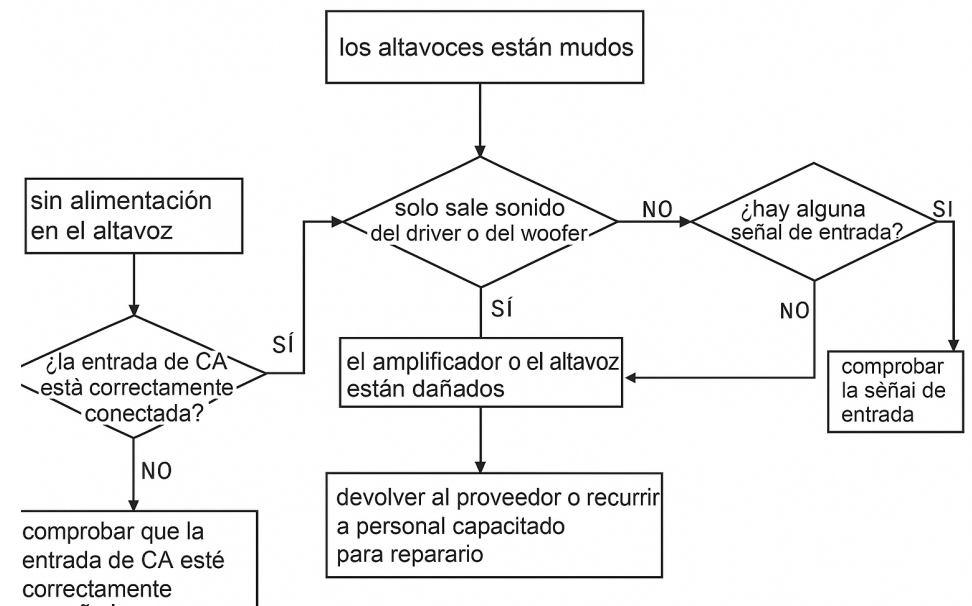 los altavoces están mudos
sin alimentación
en el altavoz
solo sale sonido
del driver o del woofer
NO
¿hay alguna
señal de entrada?
SI
SÍ
NO
SÍ
¿la entrada de CA
està correctamente
conectada?
el amplificador o el altavoz
están dañados
comprobar
la sèñai de
entrada
NO
devolver al proveedor o recurrir
a personal capacitado
para reparario
comprobar que la
entrada de CA esté
correctamente